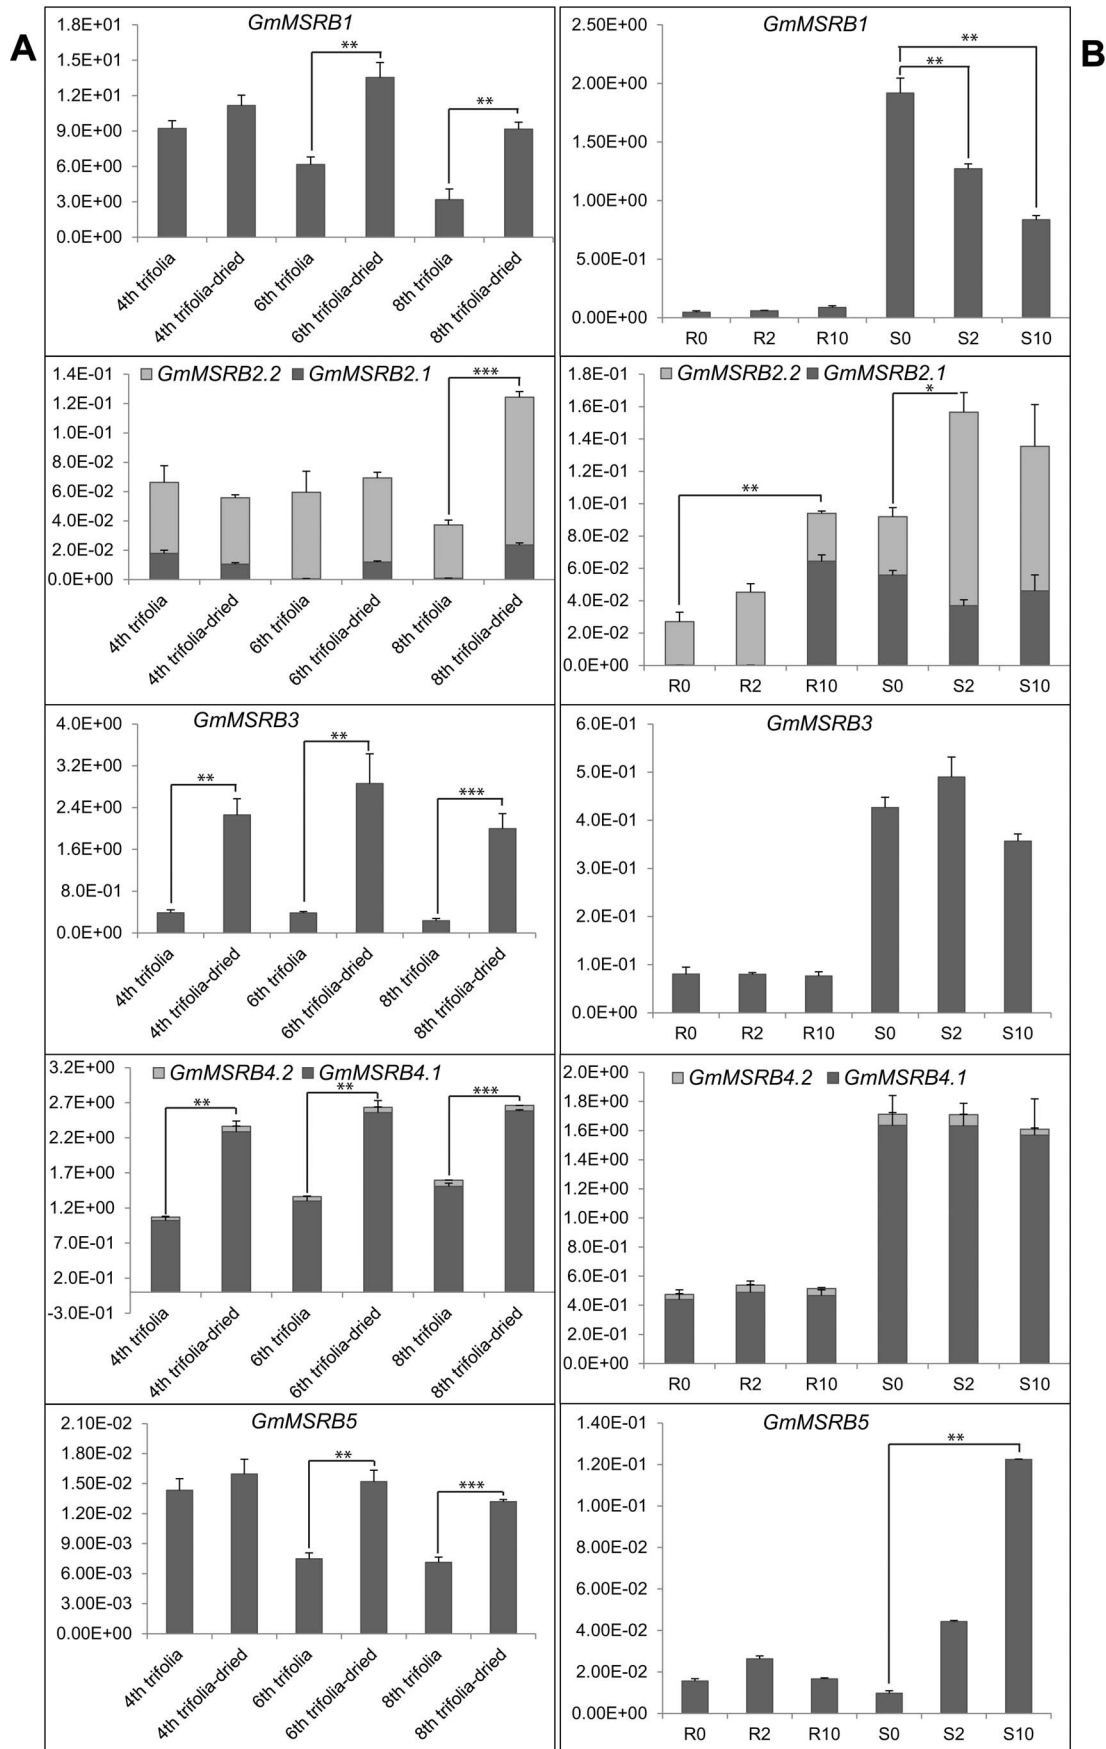 A
GmMSRB1
1.8E+01
1.5E+01
1.2E+01
9.0E+00
6.0E+00
3.0E+00
0.0E+00
**
**
4th trifolia
4th trifolia-dried
6th trifolia
6th trifolia-dried
8th trifolia
8th trifolia-dried
B
GmMSRB1
2.50E+00
2.00E+00
1.50E+00
1.00E+00
5.00E-01
0.00E+00
**
**
R0 R2 R10 S0 S2 S10
GmMSRB2.2 GmMSRB2.1
1.4E-01
1.2E-01
1.0E-01
8.0E-02
6.0E-02
4.0E-02
2.0E-02
0.0E+00
***
4th trifolia
4th trifolia-dried
6th trifolia
6th trifolia-dried
8th trifolia
8th trifolia-dried
GmMSRB2.2 GmMSRB2.1
1.8E-01
1.6E-01
1.4E-01
1.2E-01
1.0E-01
8.0E-02
6.0E-02
4.0E-02
2.0E-02
0.0E+00
**
*
R0 R2 R10 S0 S2 S10
GmMSRB3
4.0E+00
3.2E+00
2.4E+00
1.6E+00
8.0E-01
0.0E+00
**
**
***
4th trifolia
4th trifolia-dried
6th trifolia
6th trifolia-dried
8th trifolia
8th trifolia-dried
GmMSRB3
6.0E-01
5.0E-01
4.0E-01
3.0E-01
2.0E-01
1.0E-01
0.0E+00
R0 R2 R10 S0 S2 S10
GmMSRB4.2 GmMSRB4.1
3.2E+00
2.7E+00
2.2E+00
1.7E+00
1.2E+00
7.0E-01
2.0E-01
-3.0E-01
**
**
***
4th trifolia
4th trifolia-dried
6th trifolia
6th trifolia-dried
8th trifolia
8th trifolia-dried
GmMSRB4.2 GmMSRB4.1
2.0E+00
1.8E+00
1.6E+00
1.4E+00
1.2E+00
1.0E+00
8.0E-01
6.0E-01
4.0E-01
2.0E-01
0.0E+00
R0 R2 R10 S0 S2 S10
GmMSRB5
2.10E-02
1.80E-02
1.50E-02
1.20E-02
9.00E-03
6.00E-03
3.00E-03
0.00E+00
**
***
4th trifolia
4th trifolia-dried
6th trifolia
6th trifolia-dried
8th trifolia
8th trifolia-dried
GmMSRB5
1.40E-01
1.20E-01
1.00E-01
8.00E-02
6.00E-02
4.00E-02
2.00E-02
0.00E+00
**
R0 R2 R10 S0 S2 S10